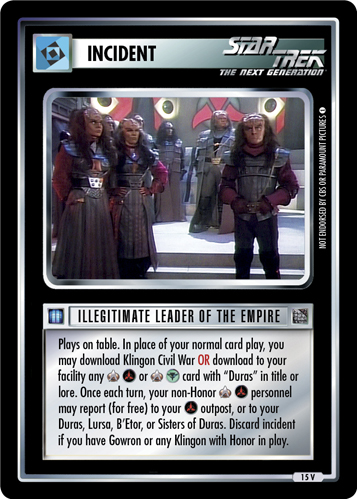 INCIDENT
STAR TREK
THE NEXT GENERATION
NOT ENDORSED BY CBS OR PARAMOUNT PICTURES
ILLEGITIMATE LEADER OF THE EMPIRE
Plays on table. In place of your normal card play, you
may download Klingon Civil War OR download to your
facility any or card with “Duras” in title or
lore. Once each turn, your non-Honor personnel
may report (for free) to your outpost, or to your
Duras, Lursa, B'Etor, or Sisters of Duras. Discard incident
if you have Gowron or any Klingon with Honor in play.
15 V